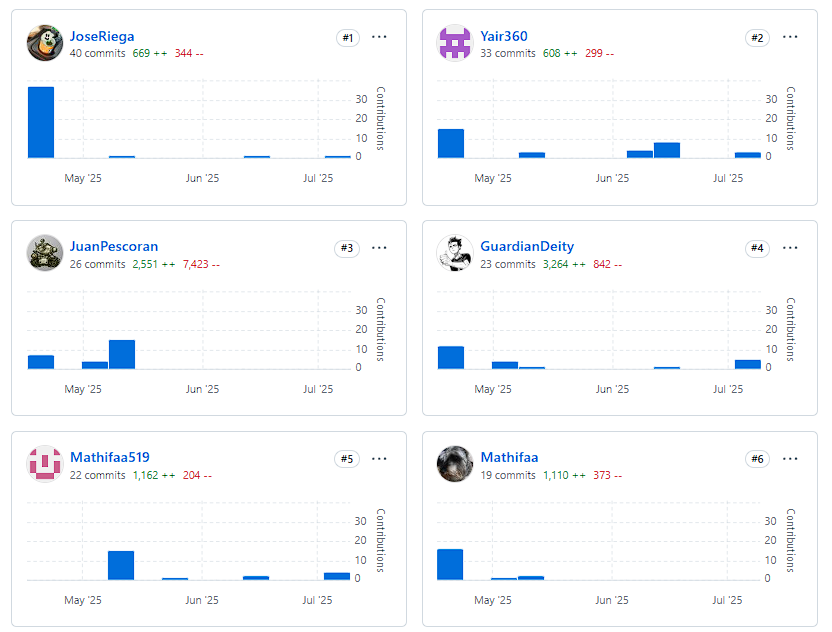 JoseRiega #1 ···
40 commits 669 ++ 344 --
30
20
10
0
Contributions
May '25 Jun '25 Jul '25
Yair360 #2 ···
33 commits 608 ++ 299 --
30
20
10
0
Contributions
May '25 Jun '25 Jul '25
JuanPescoran #3 ···
26 commits 2,551 ++ 7,423 --
30
20
10
0
Contributions
May '25 Jun '25 Jul '25
GuardianDeity #4 ···
23 commits 3,264 ++ 842 --
30
20
10
0
Contributions
May '25 Jun '25 Jul '25
Mathifaa519 #5 ···
22 commits 1,162 ++ 204 --
30
20
10
0
Contributions
May '25 Jun '25 Jul '25
Mathifaa #6 ···
19 commits 1,110 ++ 373 --
30
20
10
0
Contributions
May '25 Jun '25 Jul '25